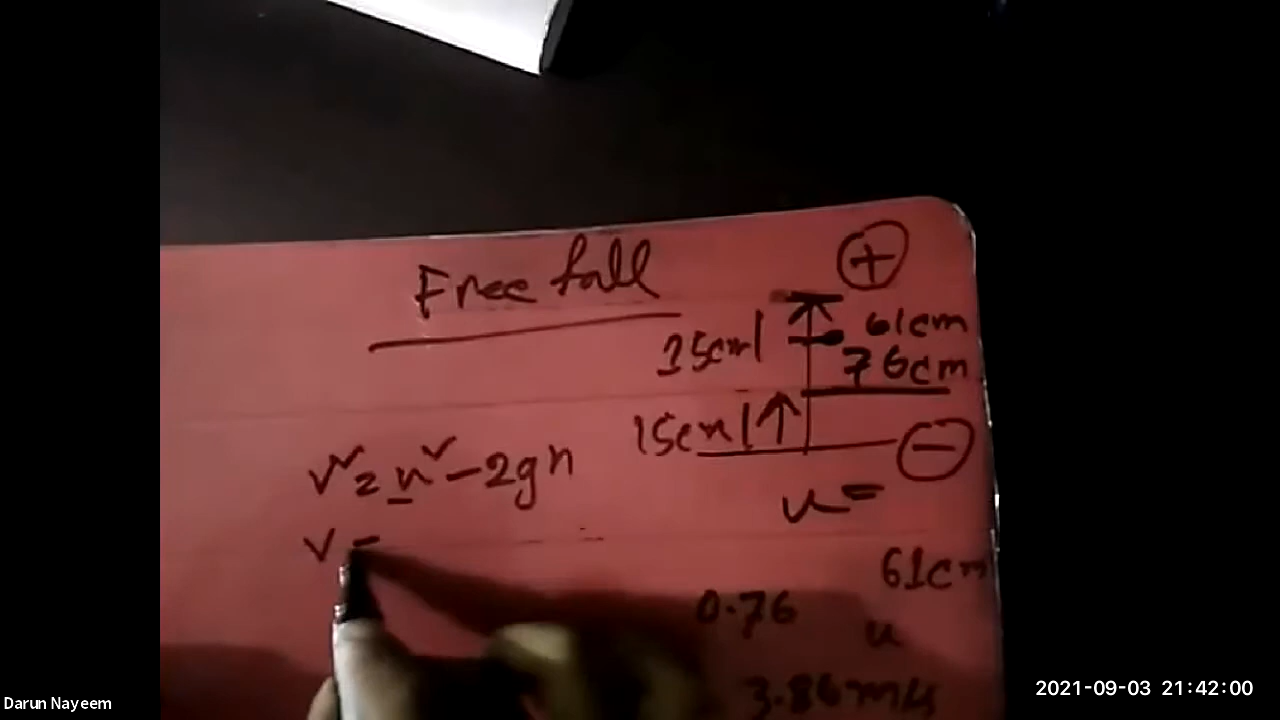 Free fall
+
61cm
15cm
76cm
15cm
−
v²=u²−2gh
u=
v=
61cm
0.76
u
3.86m/s
Darun Nayeem
2021-09-03 21:42:00